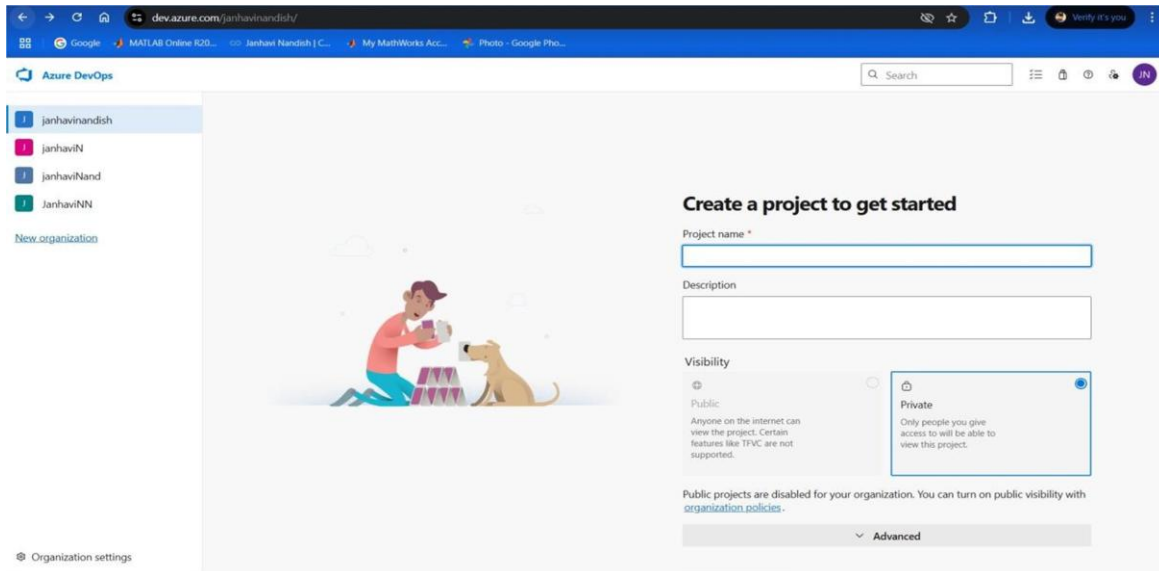 dev.azure.com/janhavinandish/
Verify it's you
Google
MATLAB Online R20...
Janhavi Nandish | C...
My MathWorks Acc...
Photo - Google Pho...
Azure DevOps
Search
JN
J janhavinandish
J janhaviN
J janhaviNand
J JanhaviNN
New organization
Create a project to get started
Project name *
Description
Visibility
Public
Anyone on the internet can
view the project. Certain
features like TFVC are not
supported.
Private
Only people you give
access to will be able to
view this project.
Public projects are disabled for your organization. You can turn on public visibility with
organization policies.
Advanced
Organization settings